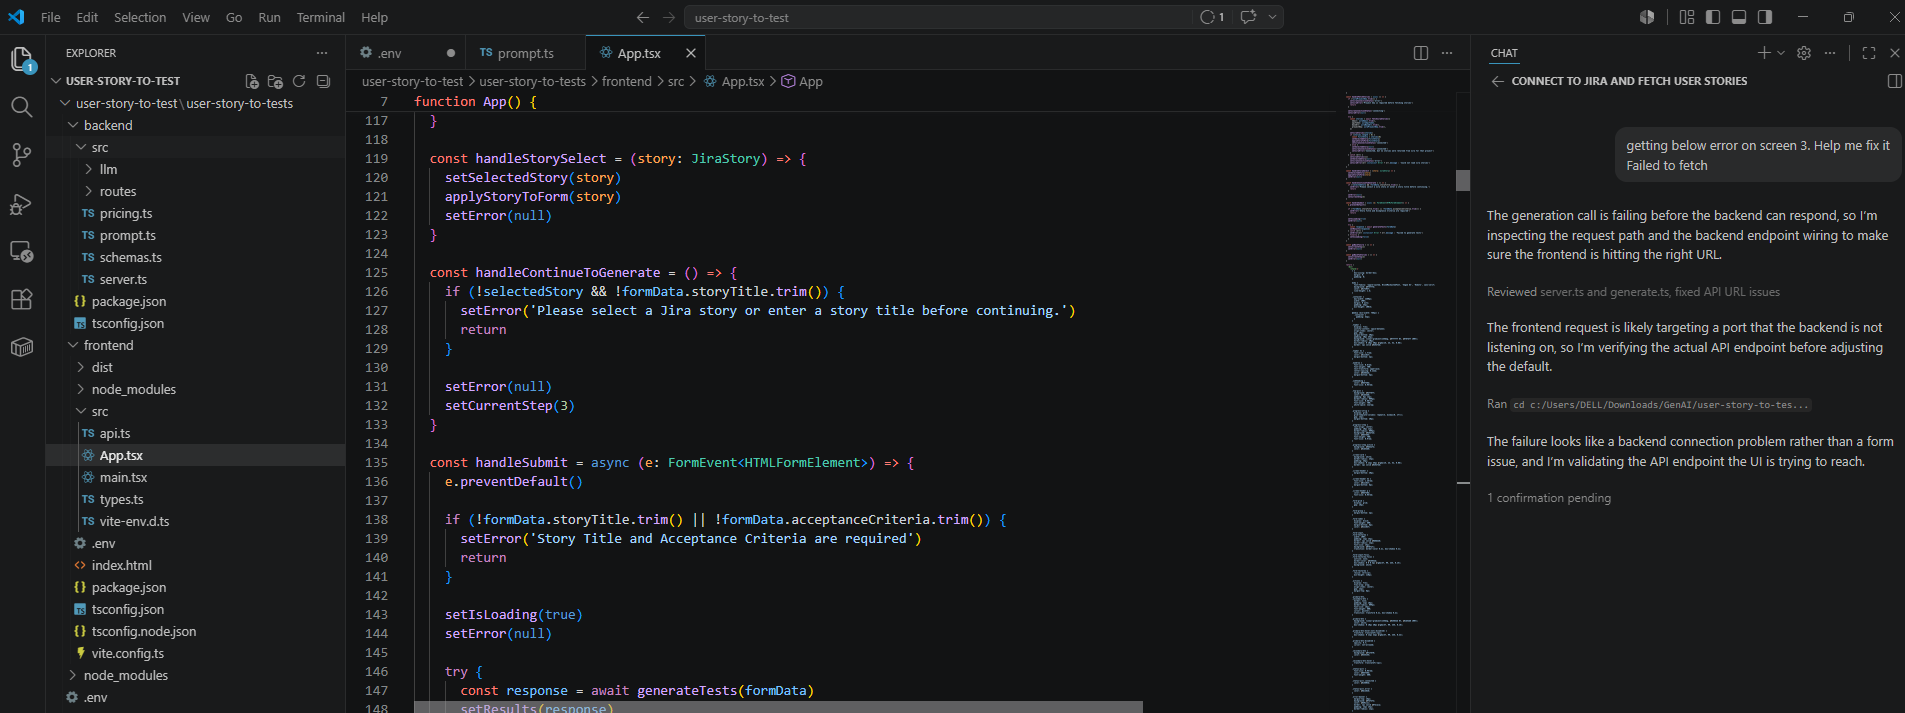 File Edit Selection View Go Run Terminal Help
user-story-to-test
1
EXPLORER
USER-STORY-TO-TEST
user-story-to-test\user-story-to-tests
backend
src
llm
routes
TS pricing.ts
TS prompt.ts
TS schemas.ts
TS server.ts
{} package.json
TS tsconfig.json
frontend
dist
node_modules
src
TS api.ts
App.tsx
main.tsx
TS types.ts
TS vite-env.d.ts
.env
<> index.html
{} package.json
TS tsconfig.json
{} tsconfig.node.json
vite.config.ts
node_modules
.env
1
.env
TS prompt.ts
App.tsx
user-story-to-test > user-story-to-tests > frontend > src > App.tsx > App
7 function App() {
117 }
118
119 const handleStorySelect = (story: JiraStory) => {
120 setSelectedStory(story)
121 applyStoryToForm(story)
122 setError(null)
123 }
124
125 const handleContinueToGenerate = () => {
126 if (!selectedStory && !formData.storyTitle.trim()) {
127 setError('Please select a Jira story or enter a story title before continuing.')
128 return
129 }
130
131 setError(null)
132 setCurrentStep(3)
133 }
134
135 const handleSubmit = async (e: FormEvent<HTMLFormElement>) => {
136 e.preventDefault()
137
138 if (!formData.storyTitle.trim() || !formData.acceptanceCriteria.trim()) {
139 setError('Story Title and Acceptance Criteria are required')
140 return
141 }
142
143 setIsLoading(true)
144 setError(null)
145
146 try {
147 const response = await generateTests(formData)
148 setResults(response)
CHAT
CONNECT TO JIRA AND FETCH USER STORIES
getting below error on screen 3. Help me fix it
Failed to fetch
The generation call is failing before the backend can respond, so I'm
inspecting the request path and the backend endpoint wiring to make
sure the frontend is hitting the right URL.
Reviewed server.ts and generate.ts, fixed API URL issues
The frontend request is likely targeting a port that the backend is not
listening on, so I'm verifying the actual API endpoint before adjusting
the default.
Ran cd c:/Users/DELL/Downloads/GenAI/user-story-to-tes...
The failure looks like a backend connection problem rather than a form
issue, and I'm validating the API endpoint the UI is trying to reach.
1 confirmation pending